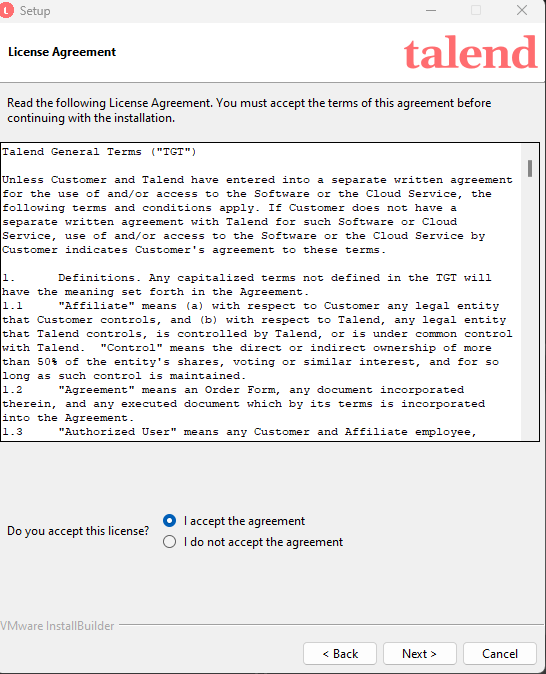 Setup
License Agreement
talend
Read the following License Agreement. You must accept the terms of this agreement before
continuing with the installation.
Talend General Terms ("TGT")
Unless Customer and Talend have entered into a separate written agreement
for the use of and/or access to the Software or the Cloud Service, the
following terms and conditions apply. If Customer does not have a
separate written agreement with Talend for such Software or Cloud
Service, use of and/or access to the Software or the Cloud Service by
Customer indicates Customer's agreement to these terms.
1. Definitions. Any capitalized terms not defined in the TGT will
have the meaning set forth in the Agreement.
1.1 "Affiliate" means (a) with respect to Customer any legal entity
that Customer controls, and (b) with respect to Talend, any legal entity
that Talend controls, is controlled by Talend, or is under common control
with Talend. "Control" means the direct or indirect ownership of more
than 50% of the entity's shares, voting or similar interest, and for so
long as such control is maintained.
1.2 "Agreement" means an Order Form, any document incorporated
therein, and any executed document which by its terms is incorporated
into the Agreement.
1.3 "Authorized User" means any Customer and Affiliate employee,
Do you accept this license?
I accept the agreement
I do not accept the agreement
VMware InstallBuilder
< Back
Next >
Cancel